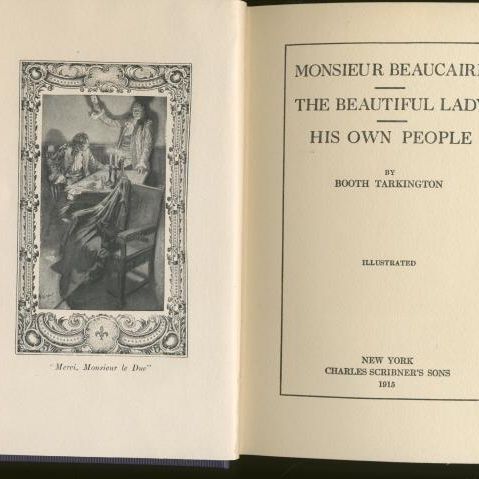 "Merci, Monsieur le Duc"
MONSIEUR BEAUCAIRE
THE BEAUTIFUL LADY
HIS OWN PEOPLE
BY
BOOTH TARKINGTON
ILLUSTRATED
NEW YORK
CHARLES SCRIBNER'S SONS
1915